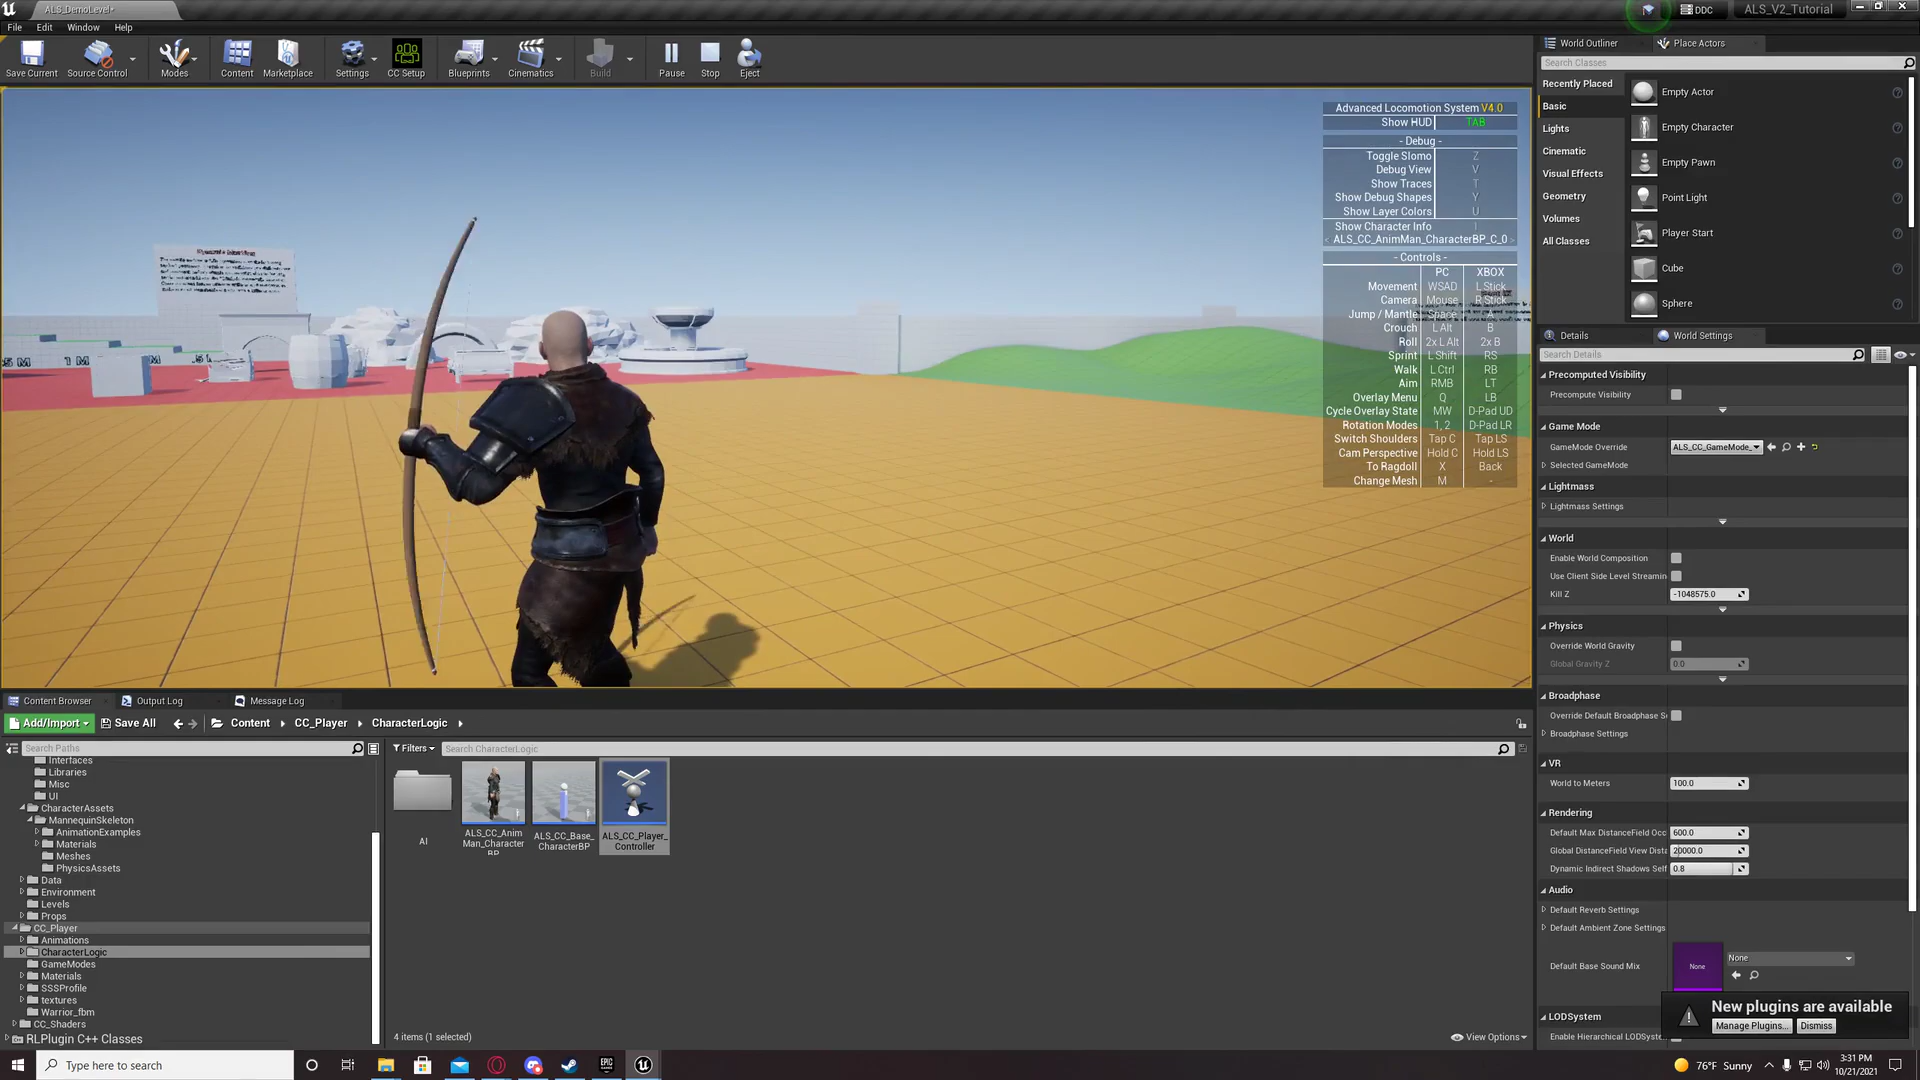 ALS_DemoLevel*
DDC
ALS_V2_Tutorial
File Edit Window Help
Save Current
Source Control
Modes
Content
Marketplace
Settings
CC Setup
Blueprints
Cinematics
Build
Pause
Stop
Eject
Advanced Locomotion System V4.0
Show HUD TAB
- Debug -
Toggle Slomo Z
Debug View V
Show Traces T
Show Debug Shapes Y
Show Layer Colors U
Show Character Info
< ALS_CC_AnimMan_CharacterBP_C_0 >
- Controls -
PC XBOX
Movement WSAD L Stick
Camera Mouse R Stick
Jump / Mantle Space A
Crouch L Alt B
Roll 2x L Alt 2x B
Sprint L Shift RS
Walk L Ctrl RB
Aim RMB LT
Overlay Menu Q LB
Cycle Overlay State MW D-Pad UD
Rotation Modes 1, 2 D-Pad LR
Switch Shoulders Tap C Tap LS
Cam Perspective Hold C Hold LS
To Ragdoll X Back
Change Mesh M -
1 M
World Outliner
Place Actors
Search Classes
Recently Placed
Basic
Lights
Cinematic
Visual Effects
Geometry
Volumes
All Classes
Empty Actor
Empty Character
Empty Pawn
Point Light
Player Start
Cube
Sphere
Details
World Settings
Search Details
Precomputed Visibility
Precompute Visibility
Game Mode
GameMode Override ALS_CC_GameMode_
Selected GameMode
Lightmass
Lightmass Settings
World
Enable World Composition
Use Client Side Level Streamin
Kill Z -1048575.0
Physics
Override World Gravity
Global Gravity Z 0.0
Broadphase
Override Default Broadphase S
Broadphase Settings
VR
World to Meters 100.0
Rendering
Default Max DistanceField Occ 600.0
Global DistanceField View Dista 20000.0
Dynamic Indirect Shadows Self 0.8
Audio
Default Reverb Settings
Default Ambient Zone Settings
Default Base Sound Mix None None
LODSystem
Enable Hierarchical LODSyste
New plugins are available
Manage Plugins... Dismiss
Content Browser
Output Log
Message Log
Add/Import
Save All
Content
CC_Player
CharacterLogic
Search Paths
Filters
Search CharacterLogic
Interfaces
Libraries
Misc
UI
CharacterAssets
MannequinSkeleton
AnimationExamples
Materials
Meshes
PhysicsAssets
Data
Environment
Levels
Props
CC_Player
Animations
CharacterLogic
GameModes
Materials
SSSProfile
textures
Warrior_fbm
CC_Shaders
RLPlugin C++ Classes
AI
ALS_CC_Anim
Man_Character
BP
ALS_CC_Base_
CharacterBP
ALS_CC_Player_
Controller
4 items (1 selected)
View Options
Type here to search
EPIC
GAMES
76°F Sunny
3:31 PM
10/21/2021